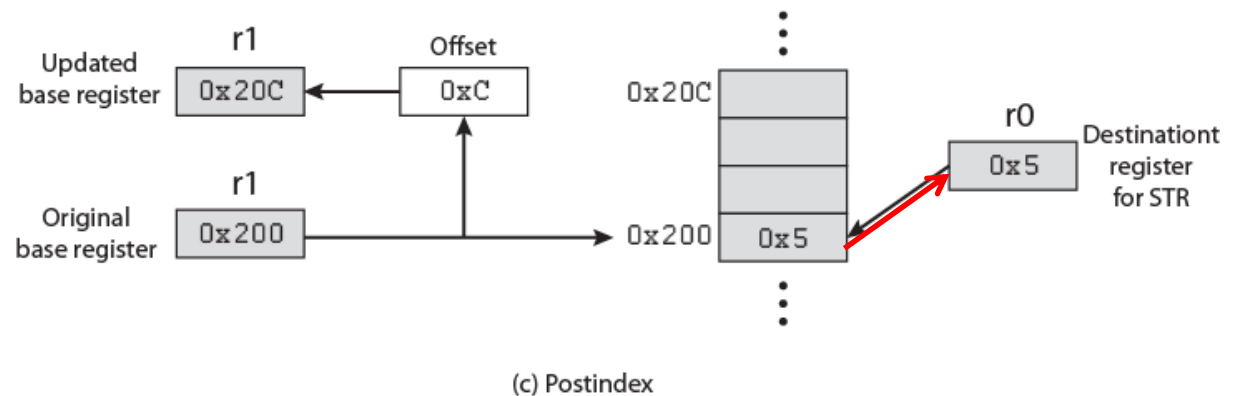 r1
Offset
Updated
base register
0x20C
0xC
0x20C
r0
Destinationt
register
for STR
0x5
r1
Original
base register
0x200
0x200
0x5
(c) Postindex